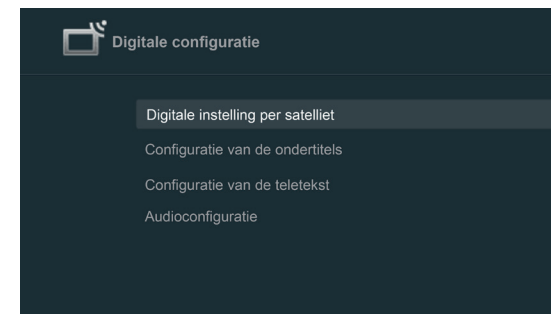 Digitale configuratie
Digitale instelling per satelliet
Configuratie van de ondertitels
Configuratie van de teletekst
Audioconfiguratie